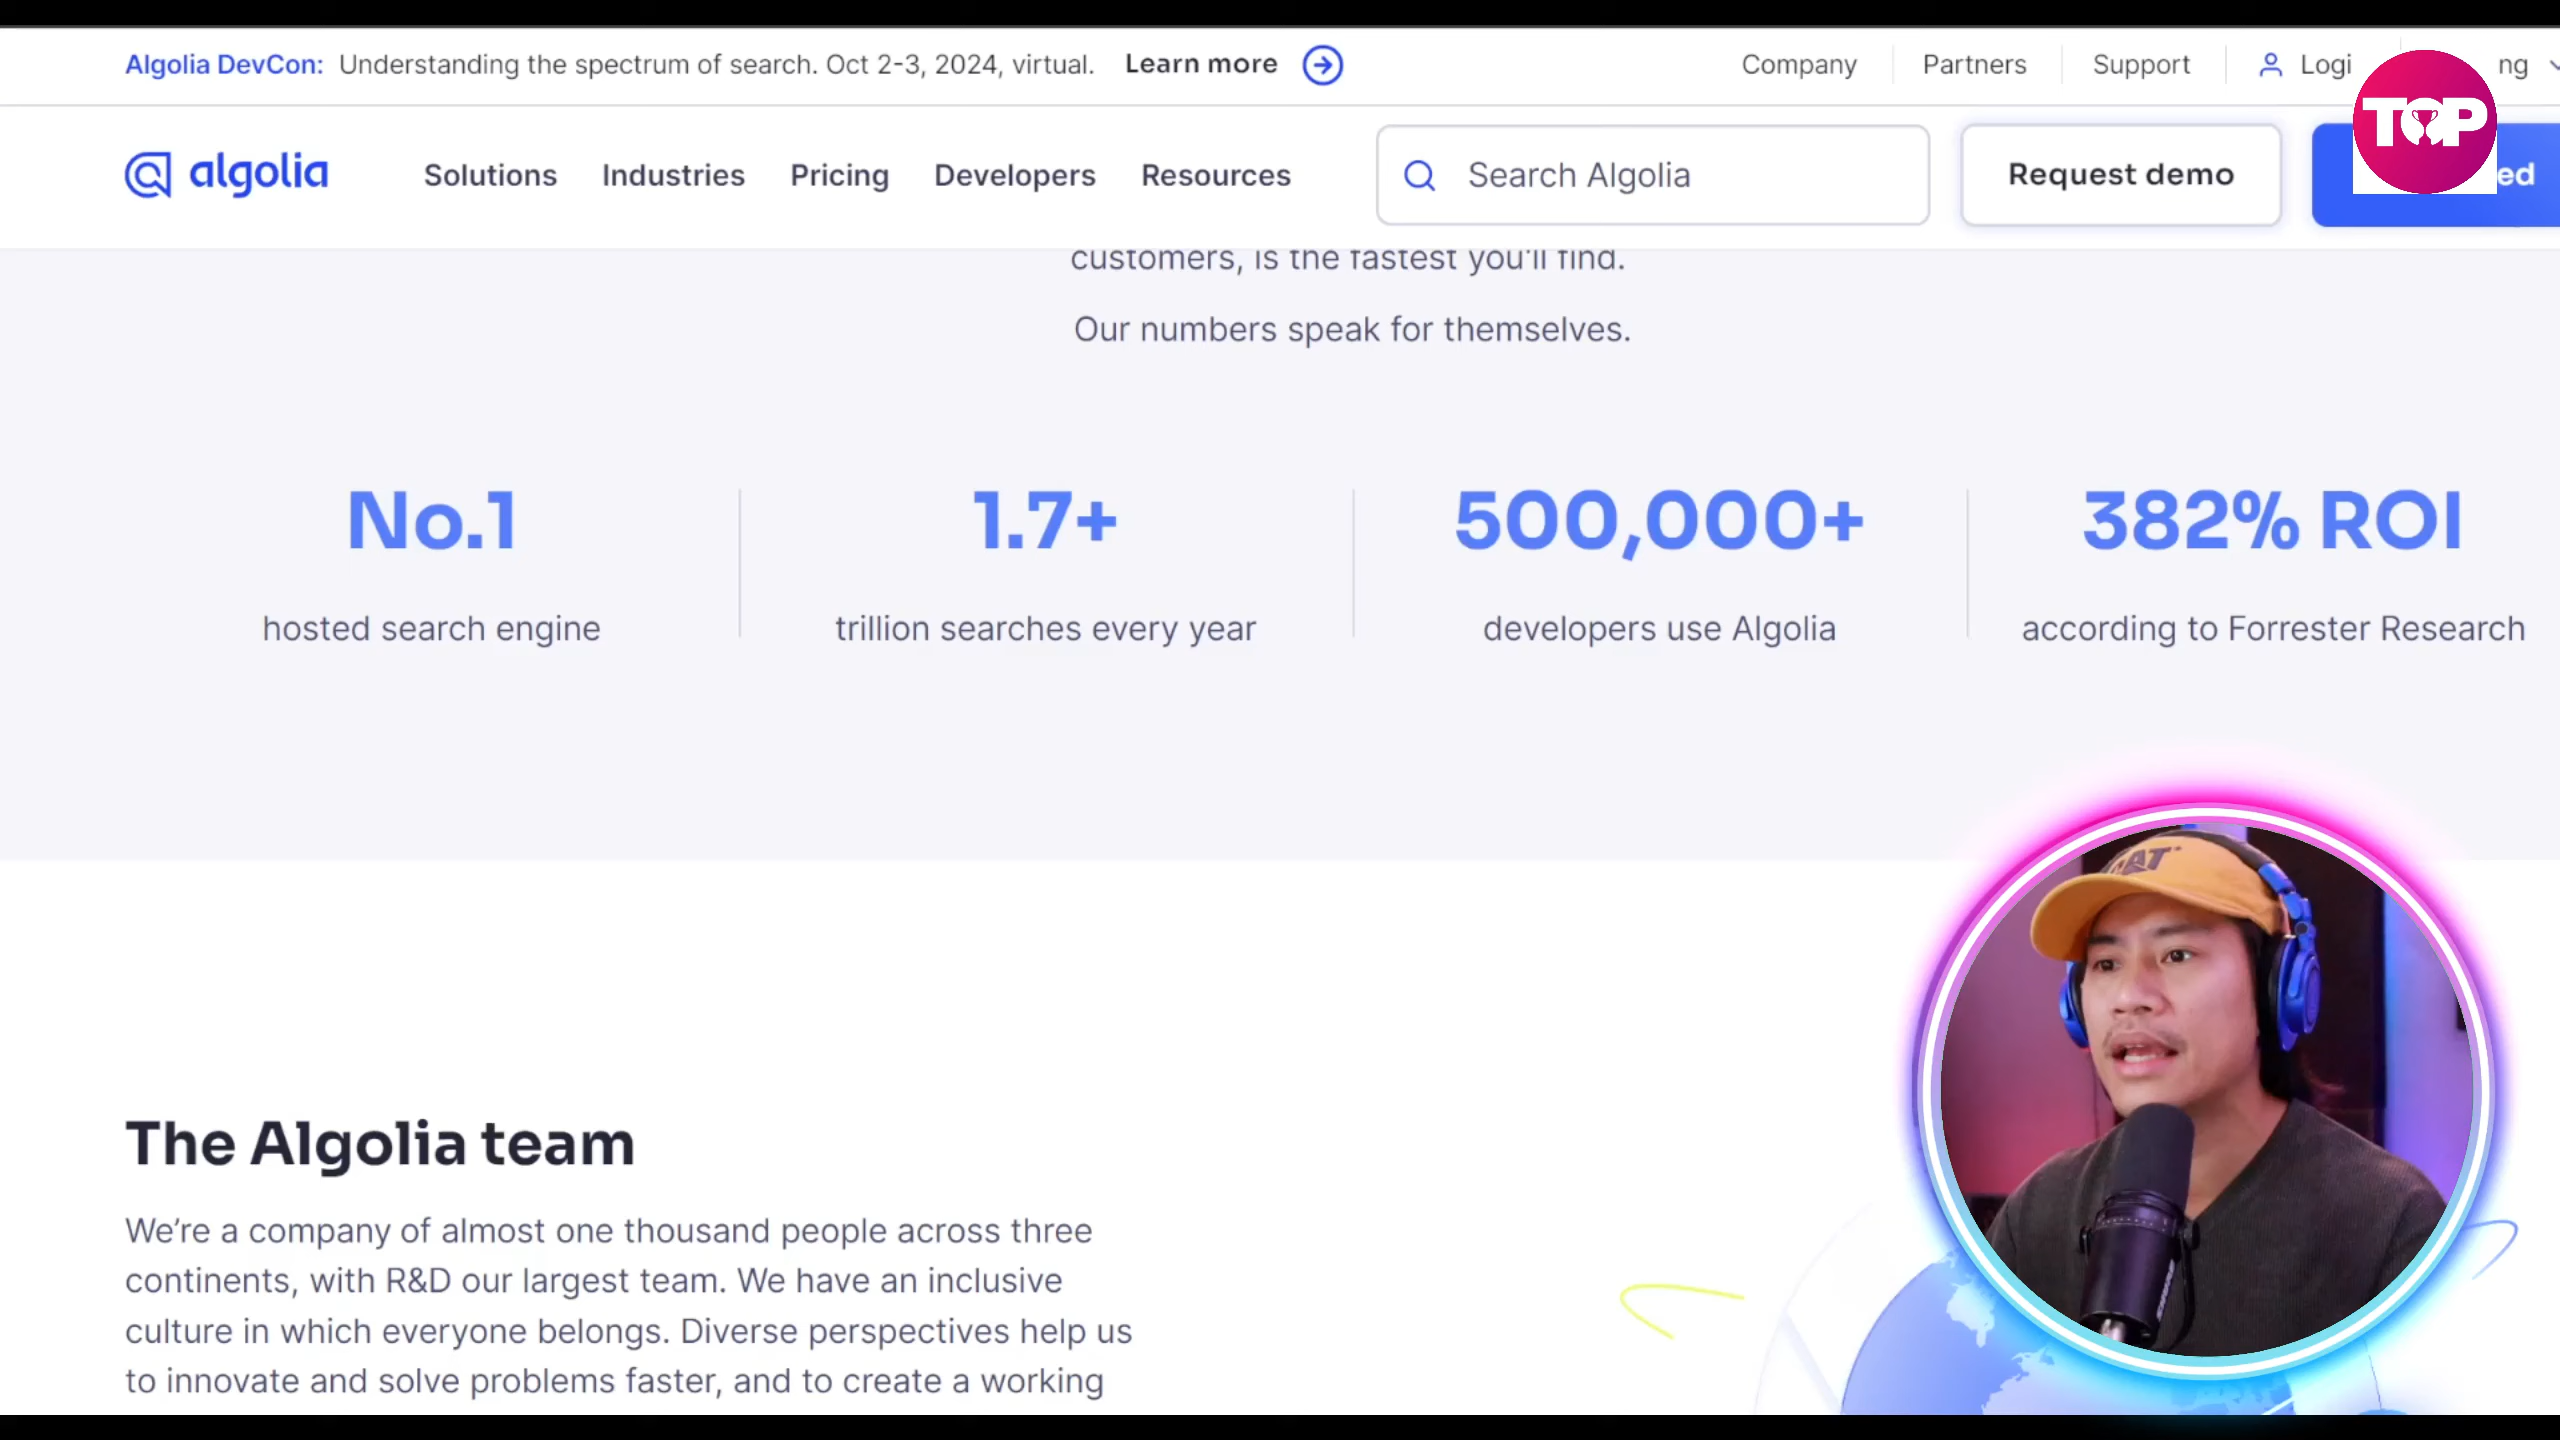 Algolia DevCon: Understanding the spectrum of search. Oct 2-3, 2024, virtual. Learn more
Company Partners Support Logi ng
TOP
algolia Solutions Industries Pricing Developers Resources Search Algolia Request demo ed
customers, is the fastest you'll find.
Our numbers speak for themselves.
No.1 1.7+ 500,000+ 382% ROI
hosted search engine trillion searches every year developers use Algolia according to Forrester Research
CAT
The Algolia team
We're a company of almost one thousand people across three
continents, with R&D our largest team. We have an inclusive
culture in which everyone belongs. Diverse perspectives help us
to innovate and solve problems faster, and to create a working